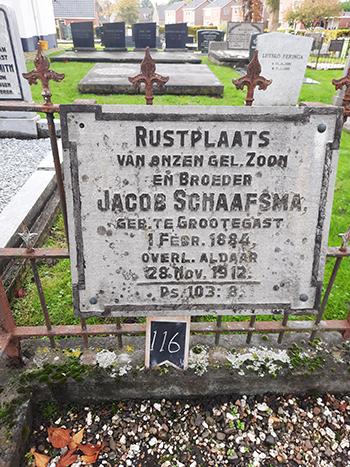 RUSTPLAATS
VAN ONZEN GEL. ZOON
EN BROEDER
JACOB SCHAAFSMA,
GEB. TE GROOTEGAST
1 FEBR. 1884,
OVERL. ALDAAR
28 NOV. 1912.
PS. 103:8.
116